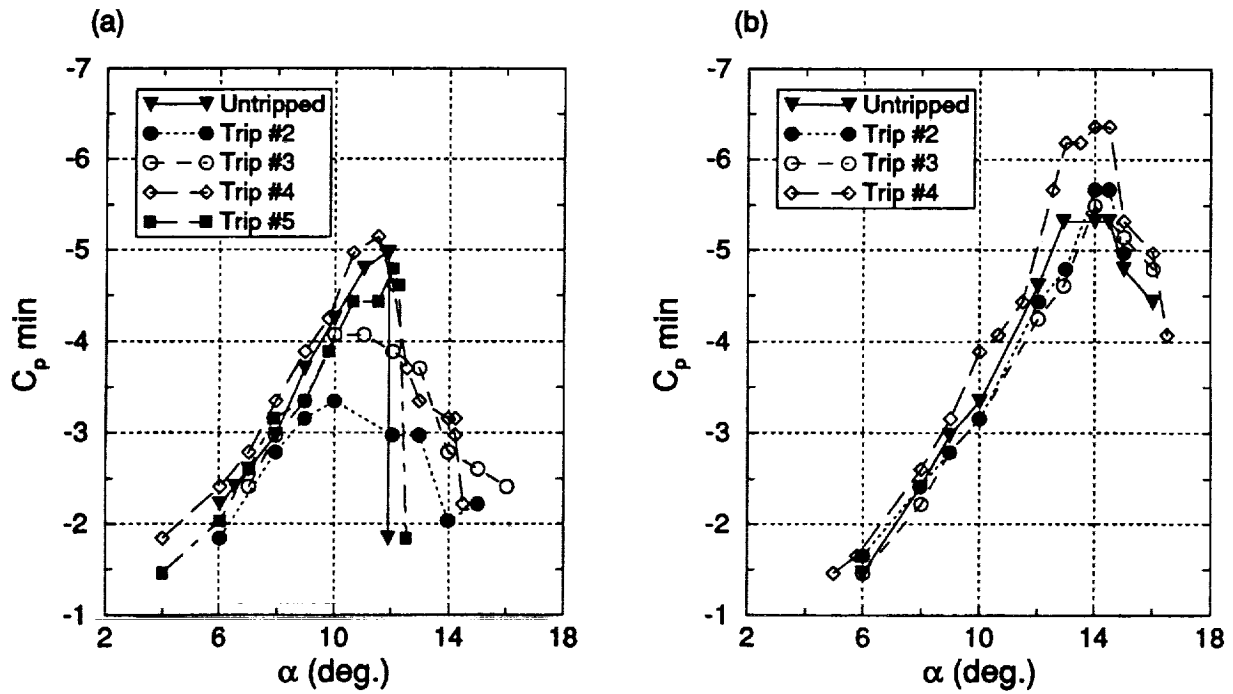 (a)
-7
-6
-5
-4
-3
-2
-1
C_p min
Untripped
Trip #2
Trip #3
Trip #4
Trip #5
2 6 10 14 18
α (deg.)
(b)
-7
-6
-5
-4
-3
-2
-1
C_p min
Untripped
Trip #2
Trip #3
Trip #4
2 6 10 14 18
α (deg.)